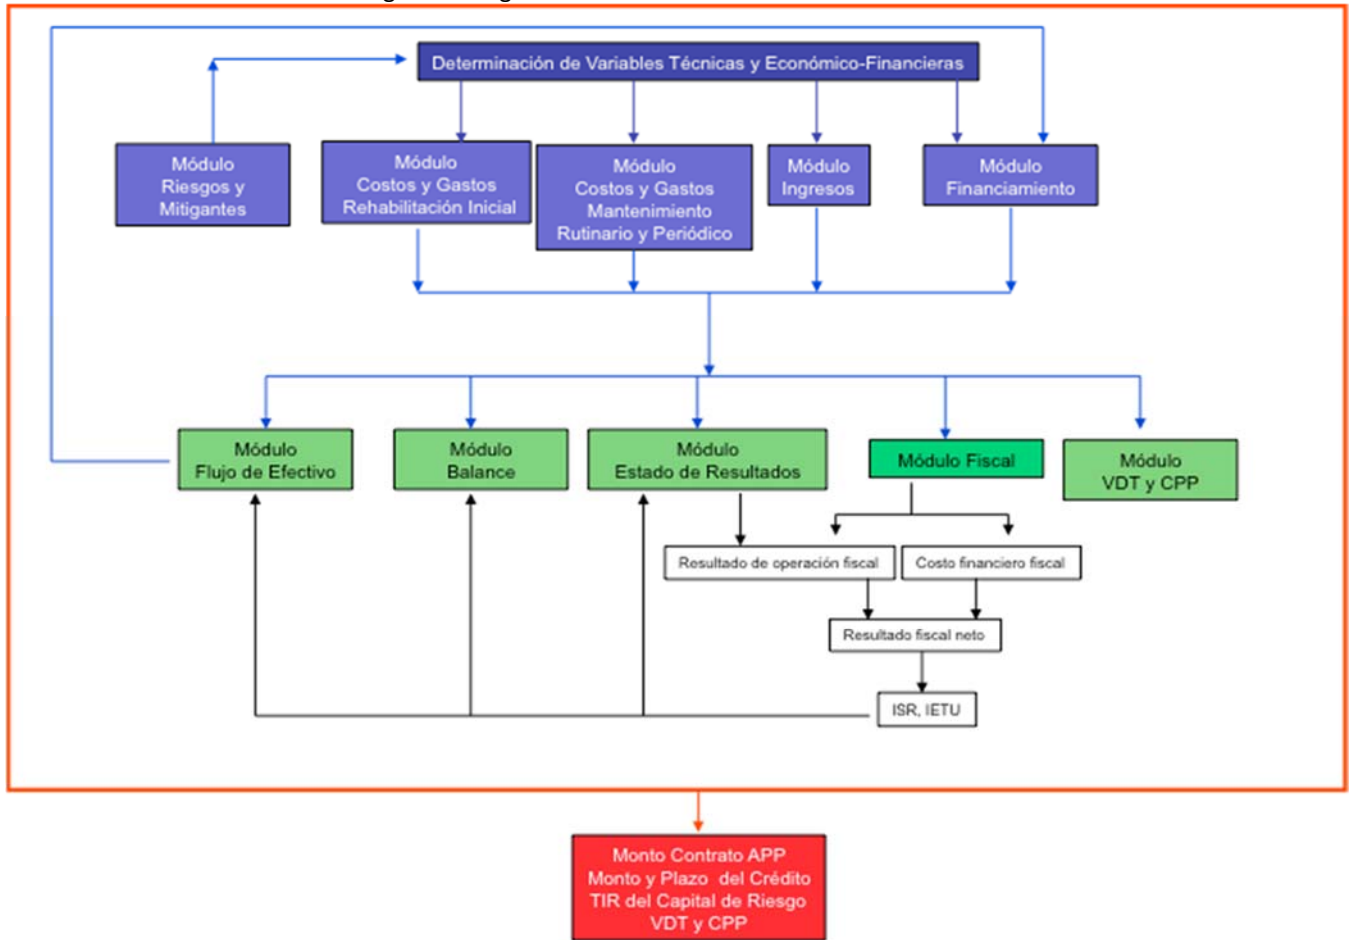 Determinación de Variables Técnicas y Económico-Financieras
Módulo
Riesgos y
Mitigantes
Módulo
Costos y Gastos
Rehabilitación Inicial
Módulo
Costos y Gastos
Mantenimiento
Rutinario y Periódico
Módulo
Ingresos
Módulo
Financiamiento
Módulo
Flujo de Efectivo
Módulo
Balance
Módulo
Estado de Resultados
Módulo Fiscal
Módulo
VDT y CPP
Resultado de operación fiscal
Costo financiero fiscal
Resultado fiscal neto
ISR, IETU
Monto Contrato APP
Monto y Plazo del Crédito
TIR del Capital de Riesgo
VDT y CPP